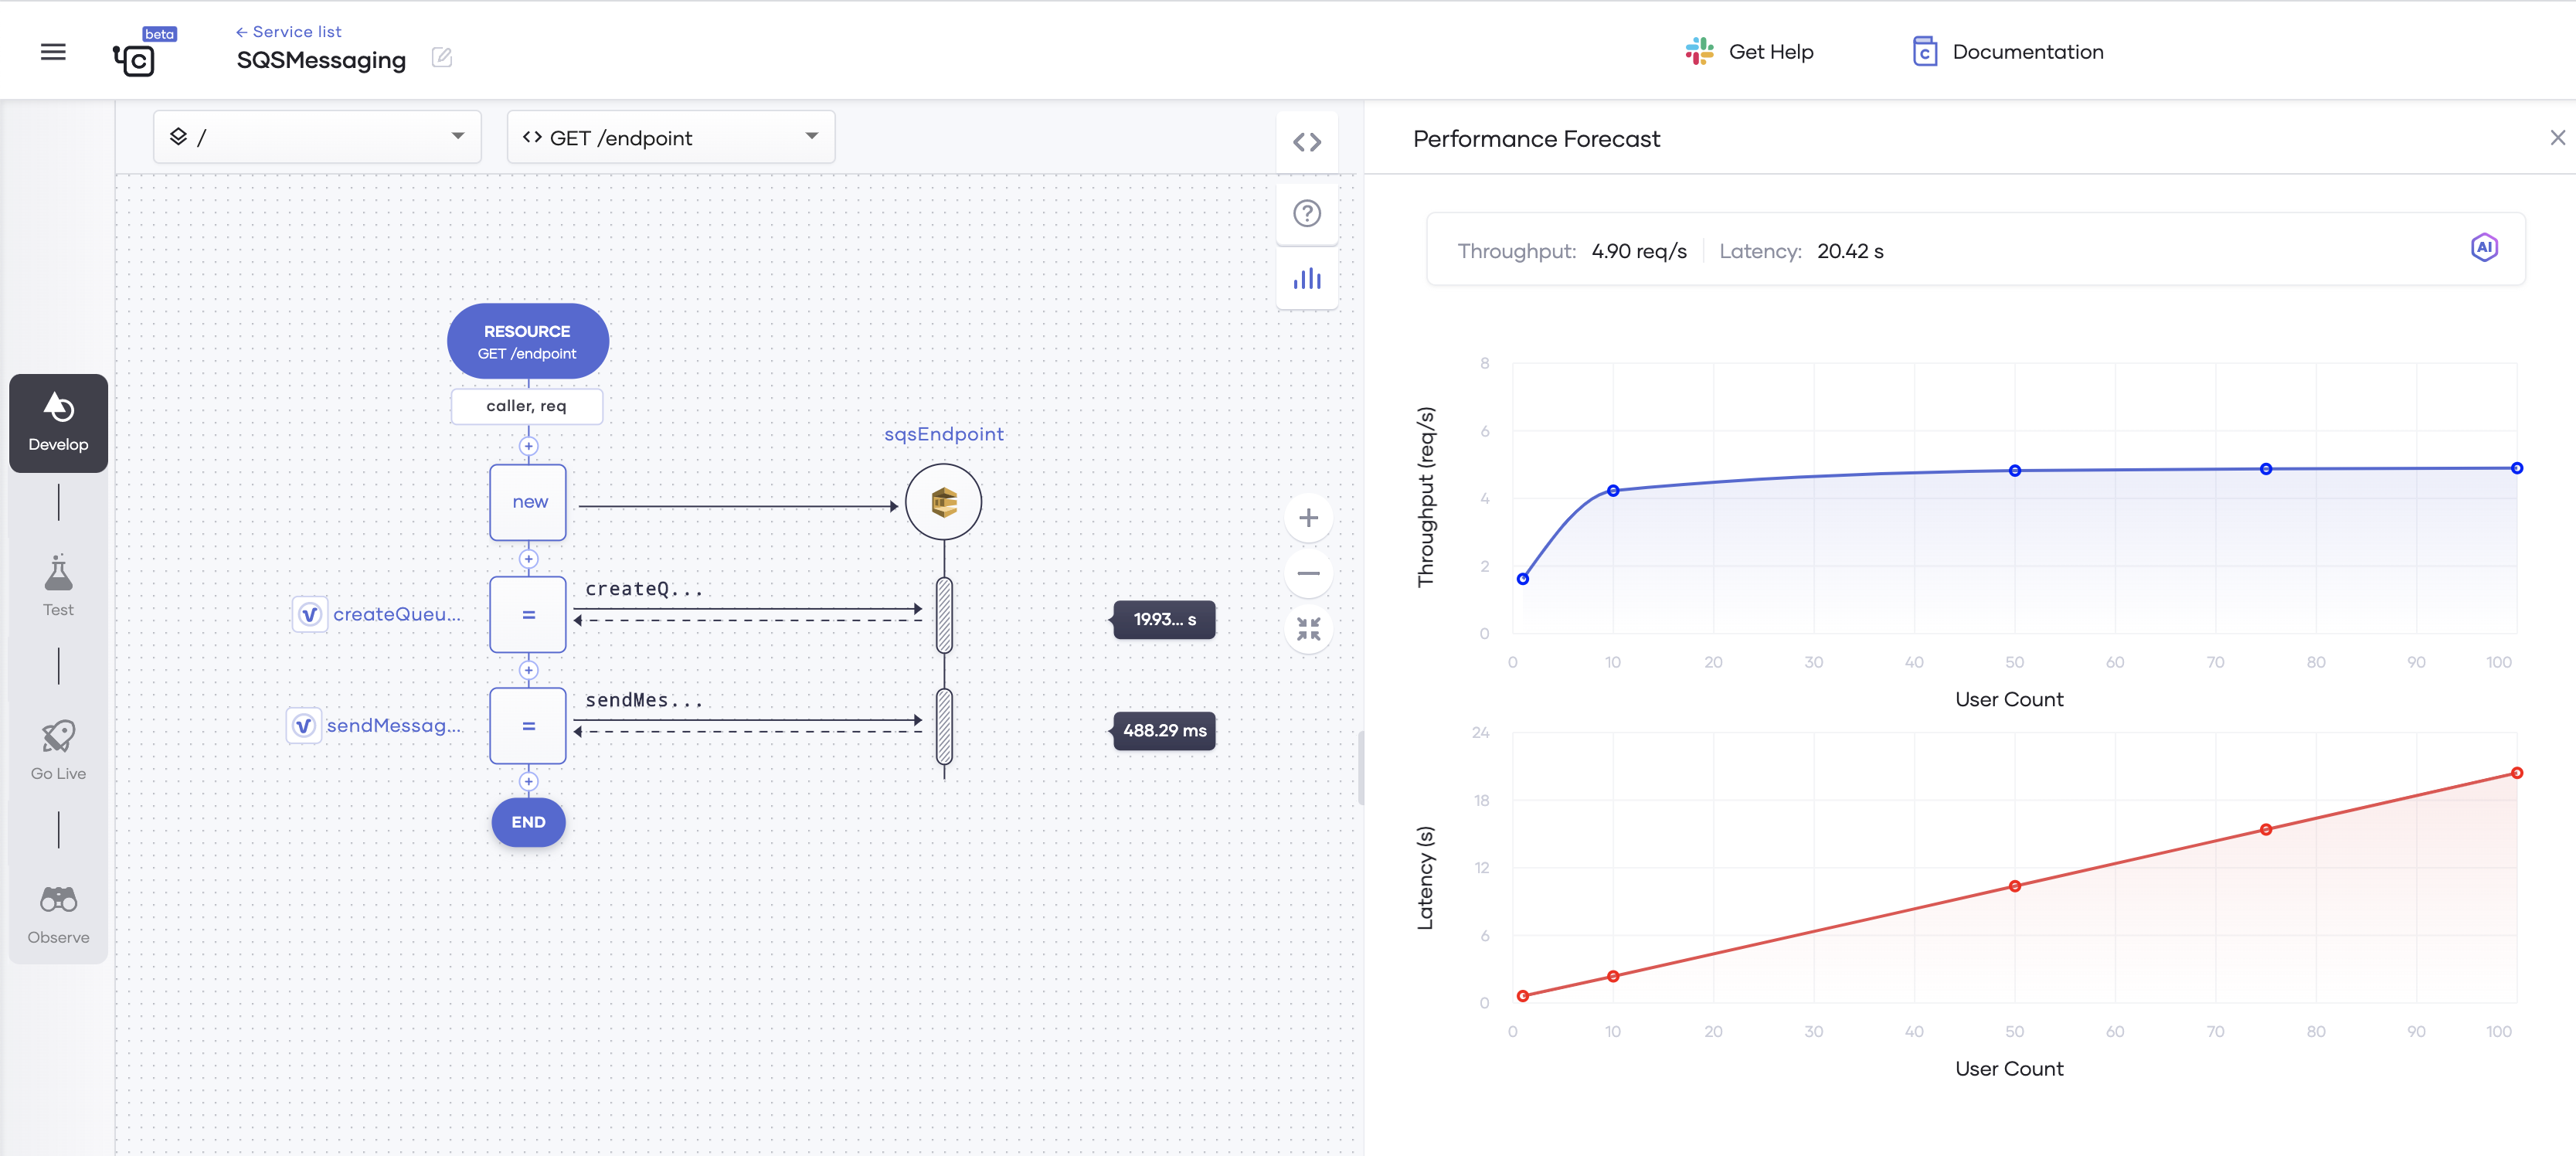 beta
C
← Service list
SQSMessaging
Get Help
C
Documentation
/
<> GET /endpoint
<>
?
Performance Forecast
Throughput: 4.90 req/s
Latency: 20.42 s
AI
RESOURCE
GET /endpoint
caller, req
sqsEndpoint
new
createQueu...
=
createQ...
19.93... s
sendMessag...
=
sendMes...
488.29 ms
END
Develop
Test
Go Live
Observe
Throughput (req/s)
8
6
4
2
0
0 10 20 30 40 50 60 70 80 90 100
User Count
Latency (s)
24
18
12
6
0
0 10 20 30 40 50 60 70 80 90 100
User Count